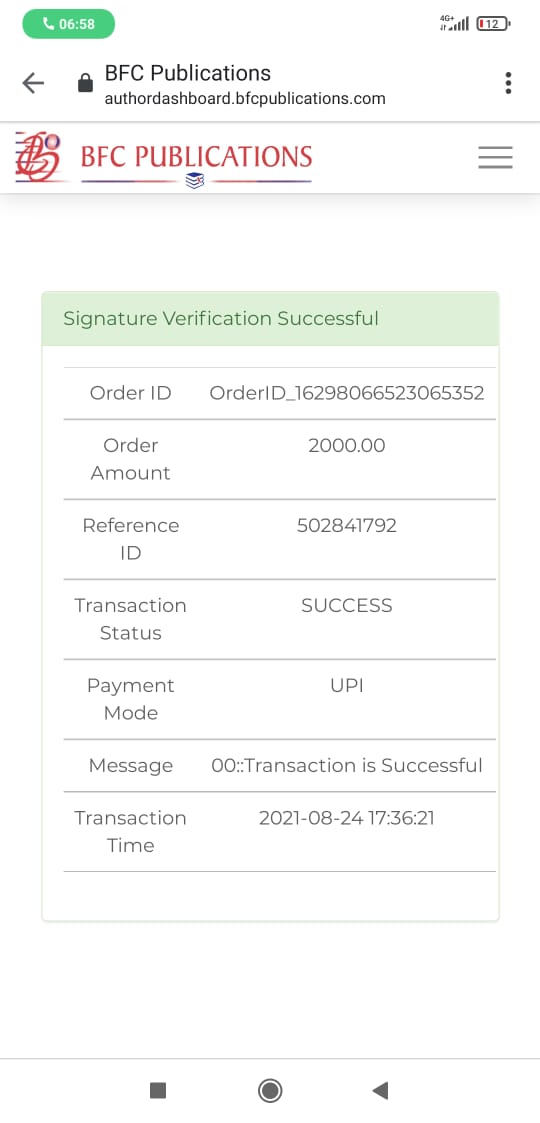 06:58
4G+
12
BFC Publications
authordashboard.bfcpublications.com
BFC PUBLICATIONS
Signature Verification Successful
Order ID OrderID_16298066523065352
Order Amount 2000.00
Reference ID 502841792
Transaction Status SUCCESS
Payment Mode UPI
Message 00::Transaction is Successful
Transaction Time 2021-08-24 17:36:21